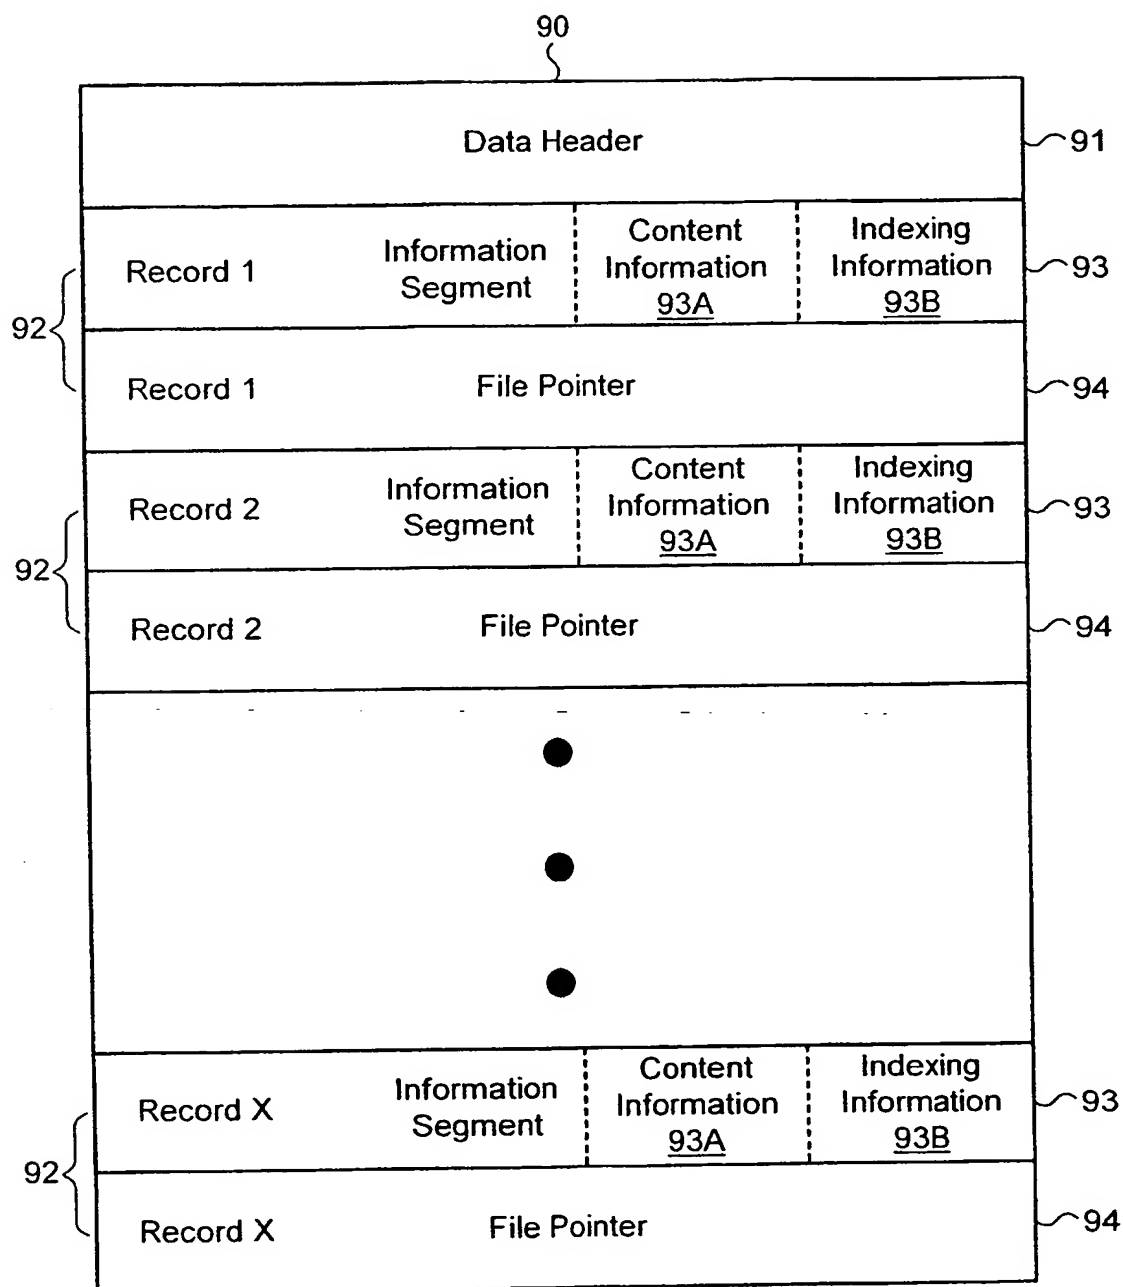 90
Data Header
91
Record 1
Information
Segment
Content
Information
93A
Indexing
Information
93B
93
92
Record 1
File Pointer
94
Record 2
Information
Segment
Content
Information
93A
Indexing
Information
93B
93
92
Record 2
File Pointer
94
Record X
Information
Segment
Content
Information
93A
Indexing
Information
93B
93
92
Record X
File Pointer
94